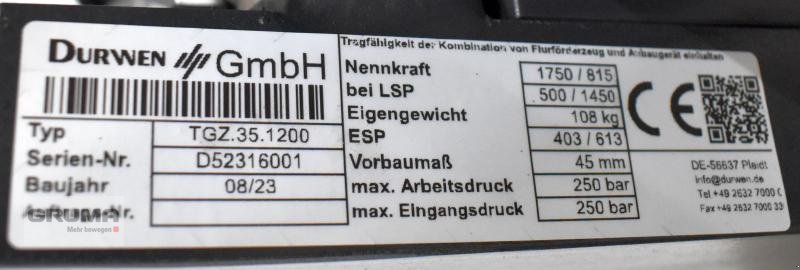 Tragfähigkeit der Kombination von Flurförderzeug und Anbaugerät einhalten
DURWEN GmbH
Typ TGZ.35.1200
Serien-Nr. D52316001
Baujahr 08/23
Auftrag-Nr.
GRUMA
Mehr bewegen
Nennkraft 1750 / 815
bei LSP 500 / 1450
Eigengewicht 108 kg
ESP 403 / 613
Vorbaumaß 45 mm
max. Arbeitsdruck 250 bar
max. Eingangsdruck 250 bar
CE
DE-56637 Plaidt
info@durwen.de
Tel +49 2632 7000 0
Fax +49 2632 7000 33